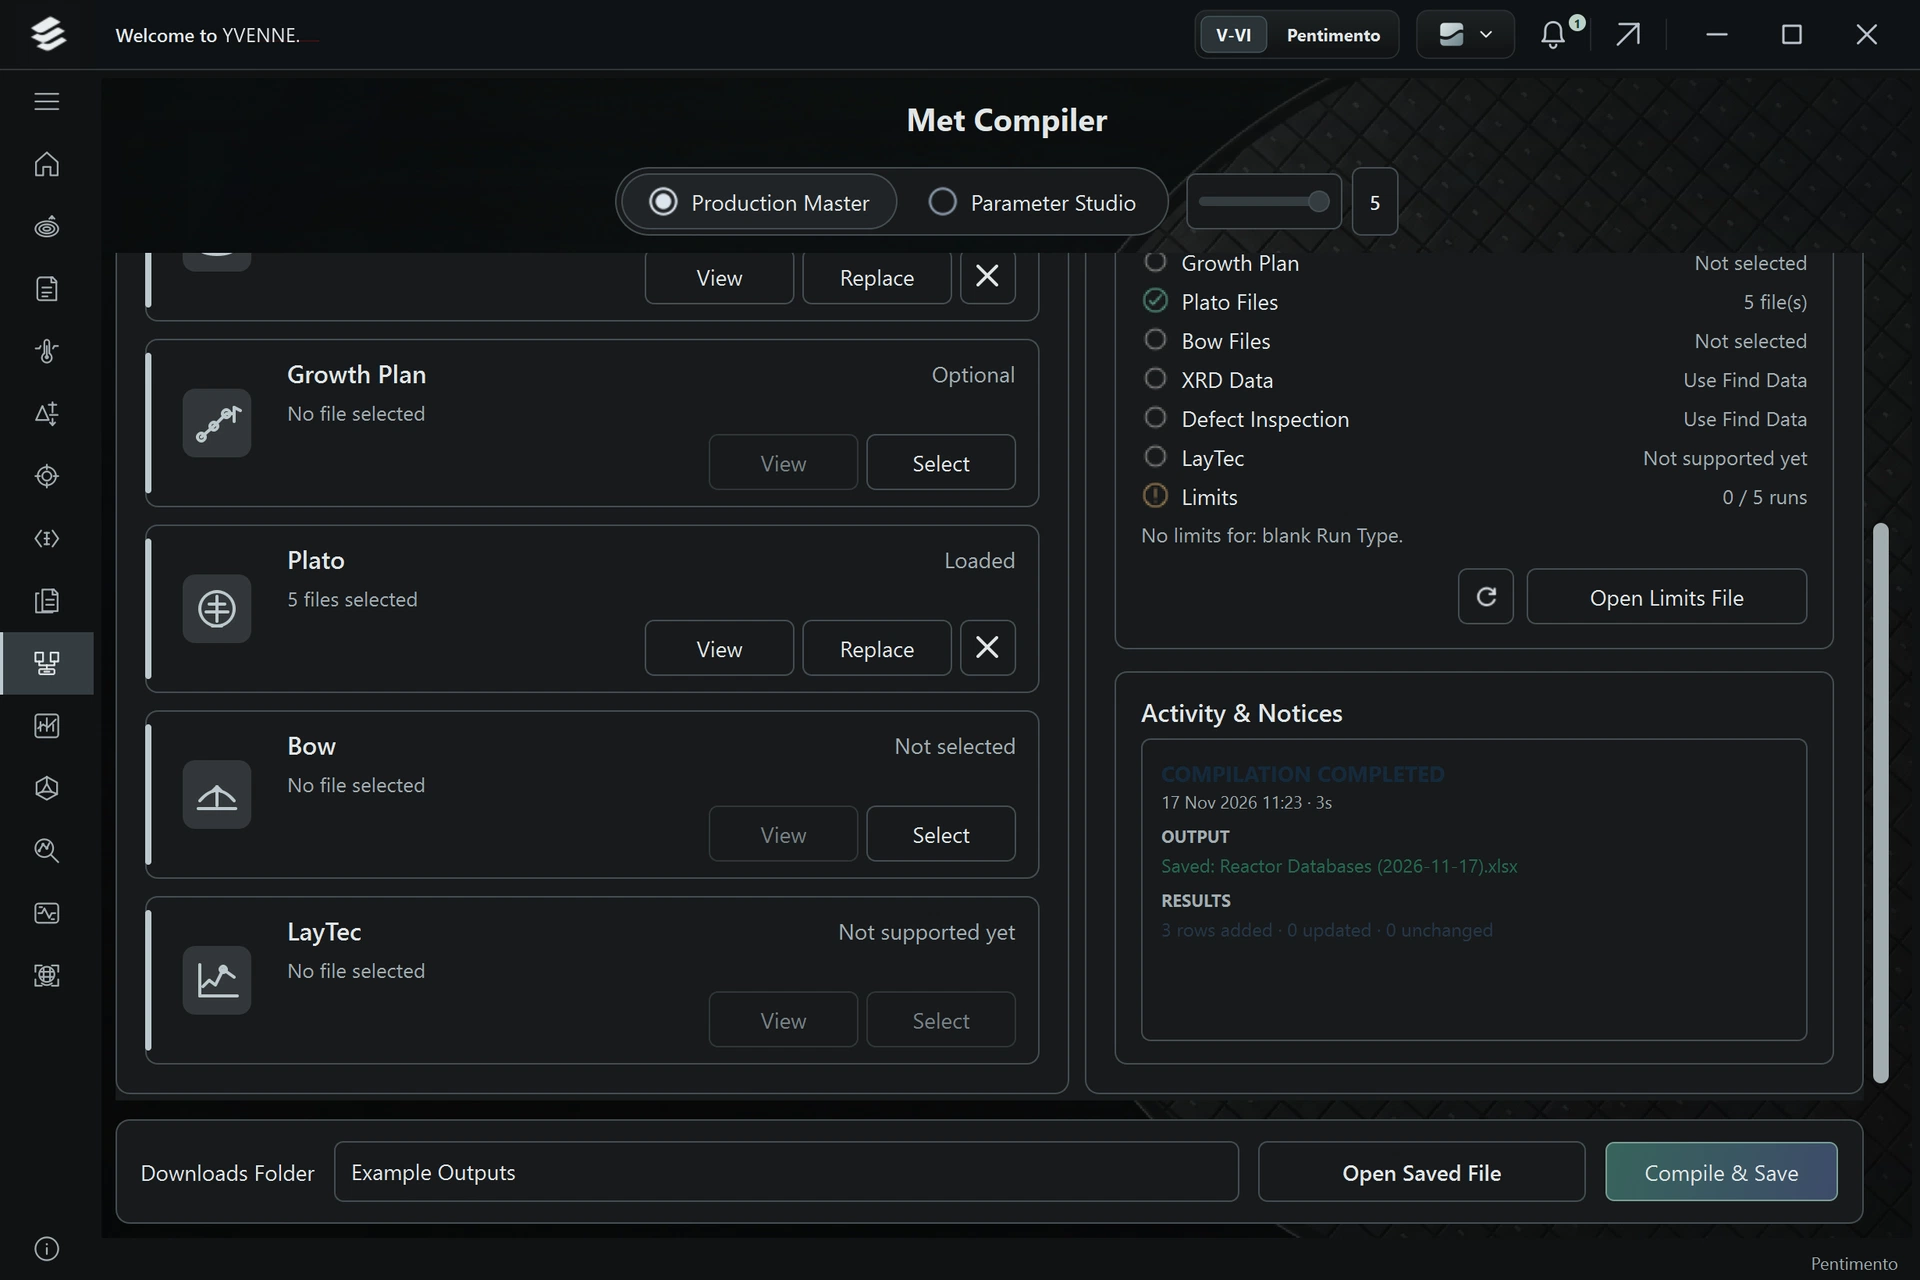 Welcome to YVENNE.
V-VI
Pentimento
1
Met Compiler
Production Master
Parameter Studio
5
View
Replace
Growth Plan
Optional
No file selected
View
Select
Plato
Loaded
5 files selected
View
Replace
Bow
Not selected
No file selected
View
Select
LayTec
Not supported yet
No file selected
View
Select
Growth Plan
Not selected
Plato Files
5 file(s)
Bow Files
Not selected
XRD Data
Use Find Data
Defect Inspection
Use Find Data
LayTec
Not supported yet
Limits
0 / 5 runs
No limits for: blank Run Type.
Open Limits File
Activity & Notices
COMPILATION COMPLETED
17 Nov 2026 11:23 · 3s
OUTPUT
Saved: Reactor Databases (2026-11-17).xlsx
RESULTS
3 rows added · 0 updated · 0 unchanged
Downloads Folder
Example Outputs
Open Saved File
Compile & Save
Pentimento